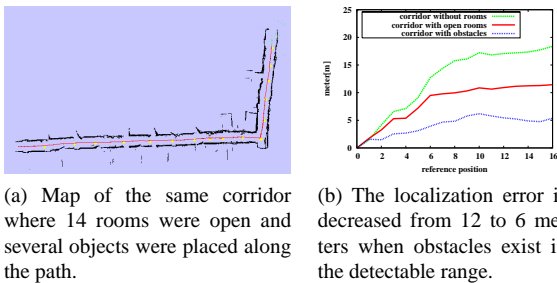 corridor without rooms
corridor with open rooms
corridor with obstacles
meter[m]
25
20
15
10
5
0
0 2 4 6 8 10 12 14 16
reference position
(a) Map of the same corridor
where 14 rooms were open and
several objects were placed along
the path.
(b) The localization error i
decreased from 12 to 6 me
ters when obstacles exist i
the detectable range.